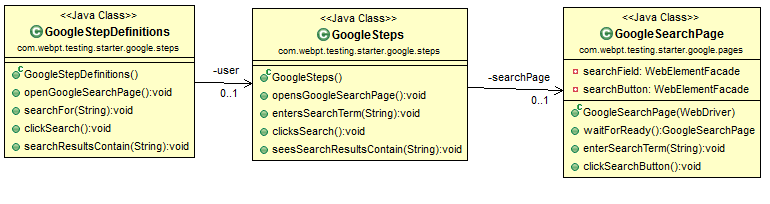 <<Java Class>>
GoogleStepDefinitions
com.webpt.testing.starter.google.steps
GoogleStepDefinitions()
openGoogleSearchPage():void
searchFor(String):void
clickSearch():void
searchResultsContain(String):void
-user
0..1
<<Java Class>>
GoogleSteps
com.webpt.testing.starter.google.steps
GoogleSteps()
opensGoogleSearchPage():void
entersSearchTerm(String):void
clicksSearch():void
seesSearchResultsContain(String):void
-searchPage
0..1
<<Java Class>>
GoogleSearchPage
com.webpt.testing.starter.google.pages
searchField: WebElementFacade
searchButton: WebElementFacade
GoogleSearchPage(WebDriver)
waitForReady():GoogleSearchPage
enterSearchTerm(String):void
clickSearchButton():void